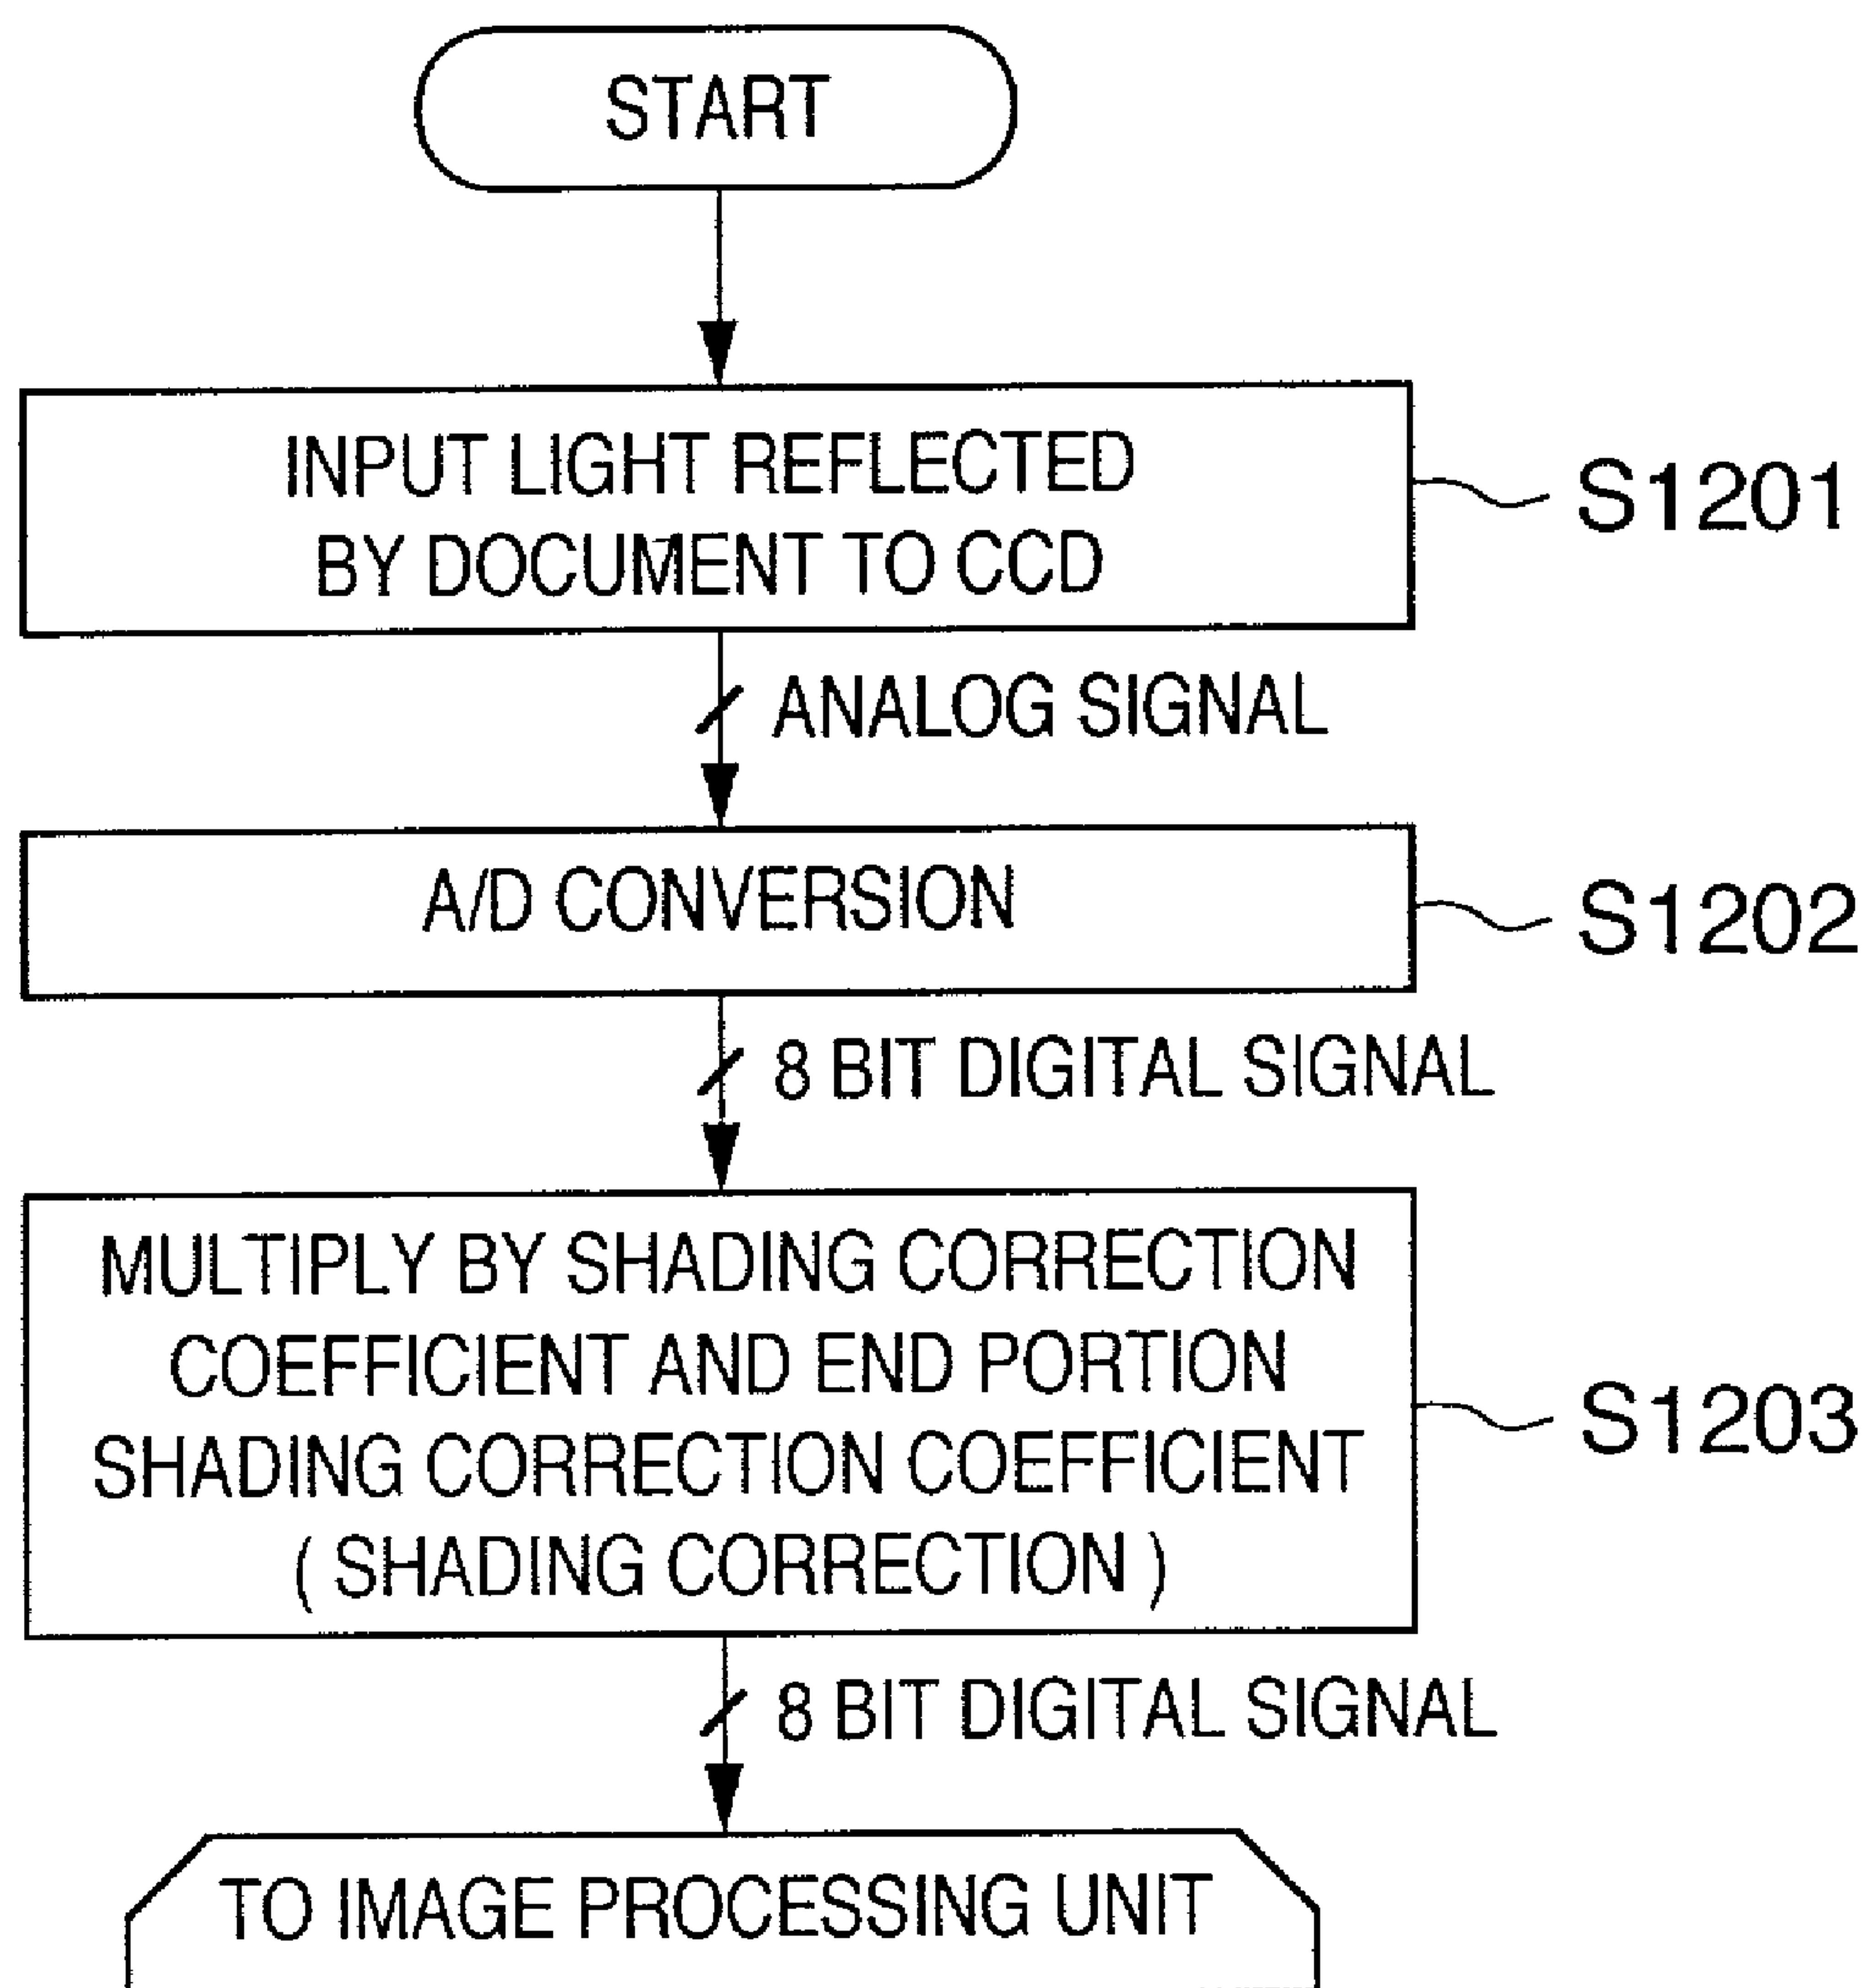 START
INPUT LIGHT REFLECTED
BY DOCUMENT TO CCD
S1201
ANALOG SIGNAL
A/D CONVERSION
S1202
8 BIT DIGITAL SIGNAL
MULTIPLY BY SHADING CORRECTION
COEFFICIENT AND END PORTION
SHADING CORRECTION COEFFICIENT
( SHADING CORRECTION )
S1203
8 BIT DIGITAL SIGNAL
TO IMAGE PROCESSING UNIT